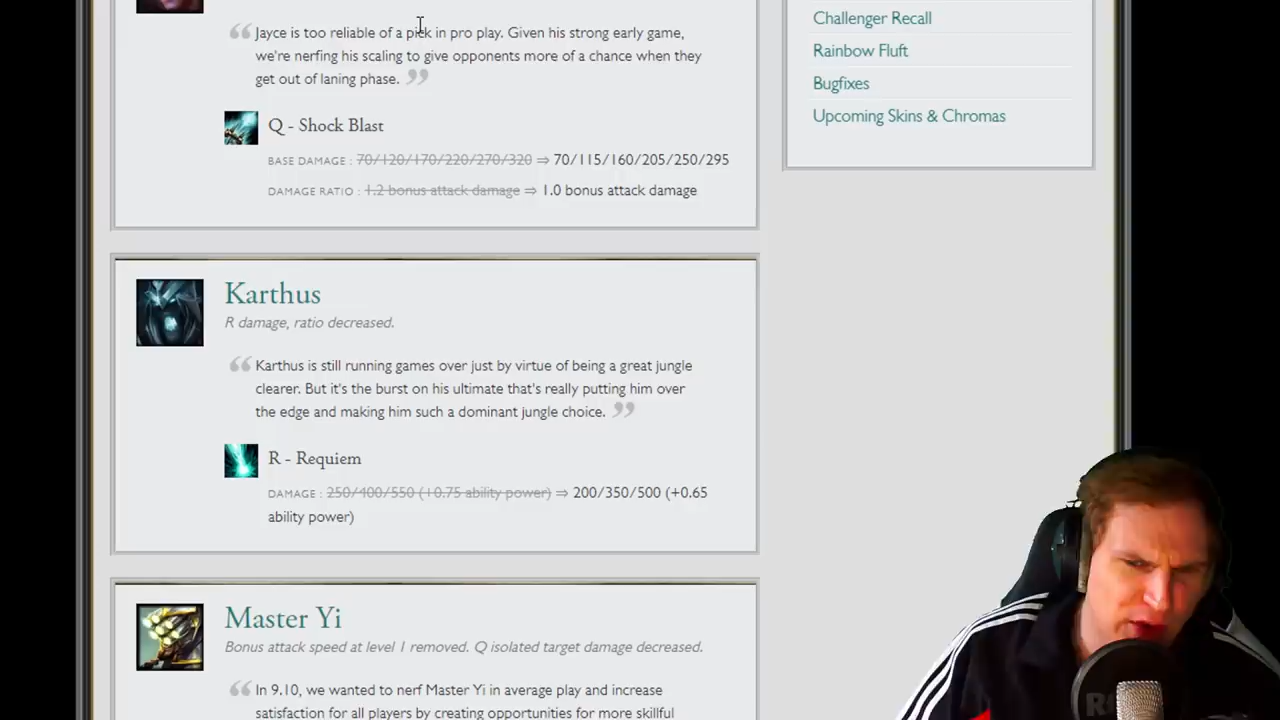 Jayce is too reliable of a pick in pro play. Given his strong early game,
we're nerfing his scaling to give opponents more of a chance when they
get out of laning phase.
Q - Shock Blast
BASE DAMAGE : 70/120/170/220/270/320 ⇒ 70/115/160/205/250/295
DAMAGE RATIO : 1.2 bonus attack damage ⇒ 1.0 bonus attack damage
Karthus
R damage, ratio decreased.
Karthus is still running games over just by virtue of being a great jungle
clearer. But it's the burst on his ultimate that's really putting him over
the edge and making him such a dominant jungle choice.
R - Requiem
DAMAGE : 250/400/550 (+0.75 ability power) ⇒ 200/350/500 (+0.65
ability power)
Master Yi
Bonus attack speed at level 1 removed. Q isolated target damage decreased.
In 9.10, we wanted to nerf Master Yi in average play and increase
satisfaction for all players by creating opportunities for more skillful
Challenger Recall
Rainbow Fluft
Bugfixes
Upcoming Skins & Chromas